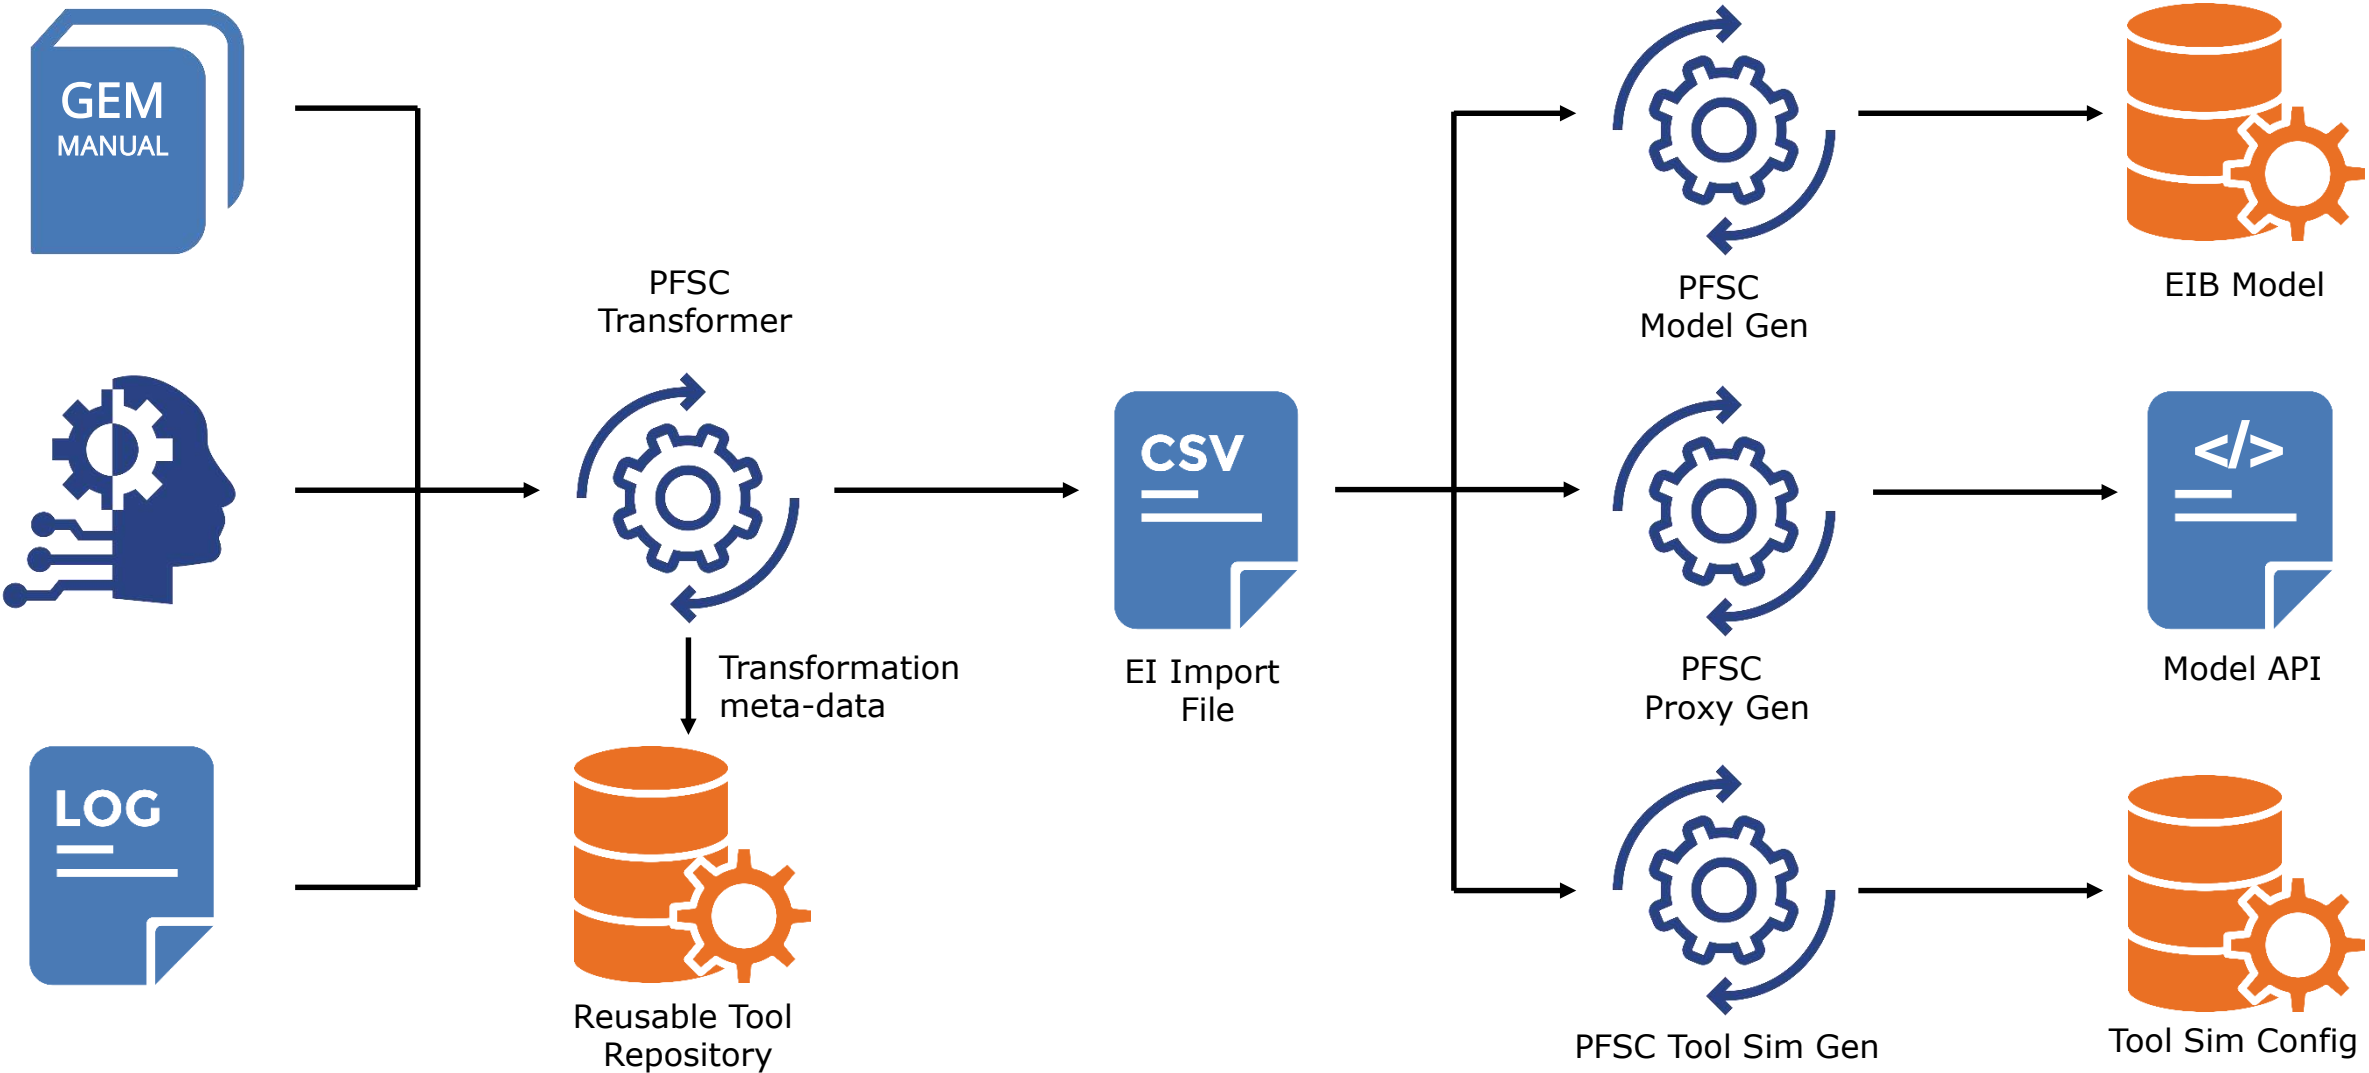 GEM
MANUAL
LOG
PFSC
Transformer
Transformation
meta-data
Reusable Tool
Repository
CSV
EI Import
File
PFSC
Model Gen
PFSC
Proxy Gen
PFSC Tool Sim Gen
EIB Model
</>
Model API
Tool Sim Config